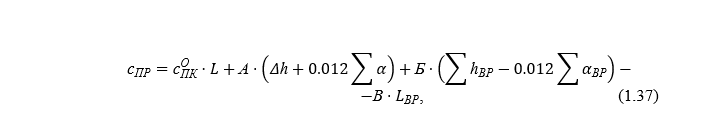 c_ПР = c_ПК^О · L + А · (Δh + 0.012 ∑ α) + Б · (∑ h_ВР − 0.012 ∑ α_ВР) −
−В · L_ВР, (1.37)